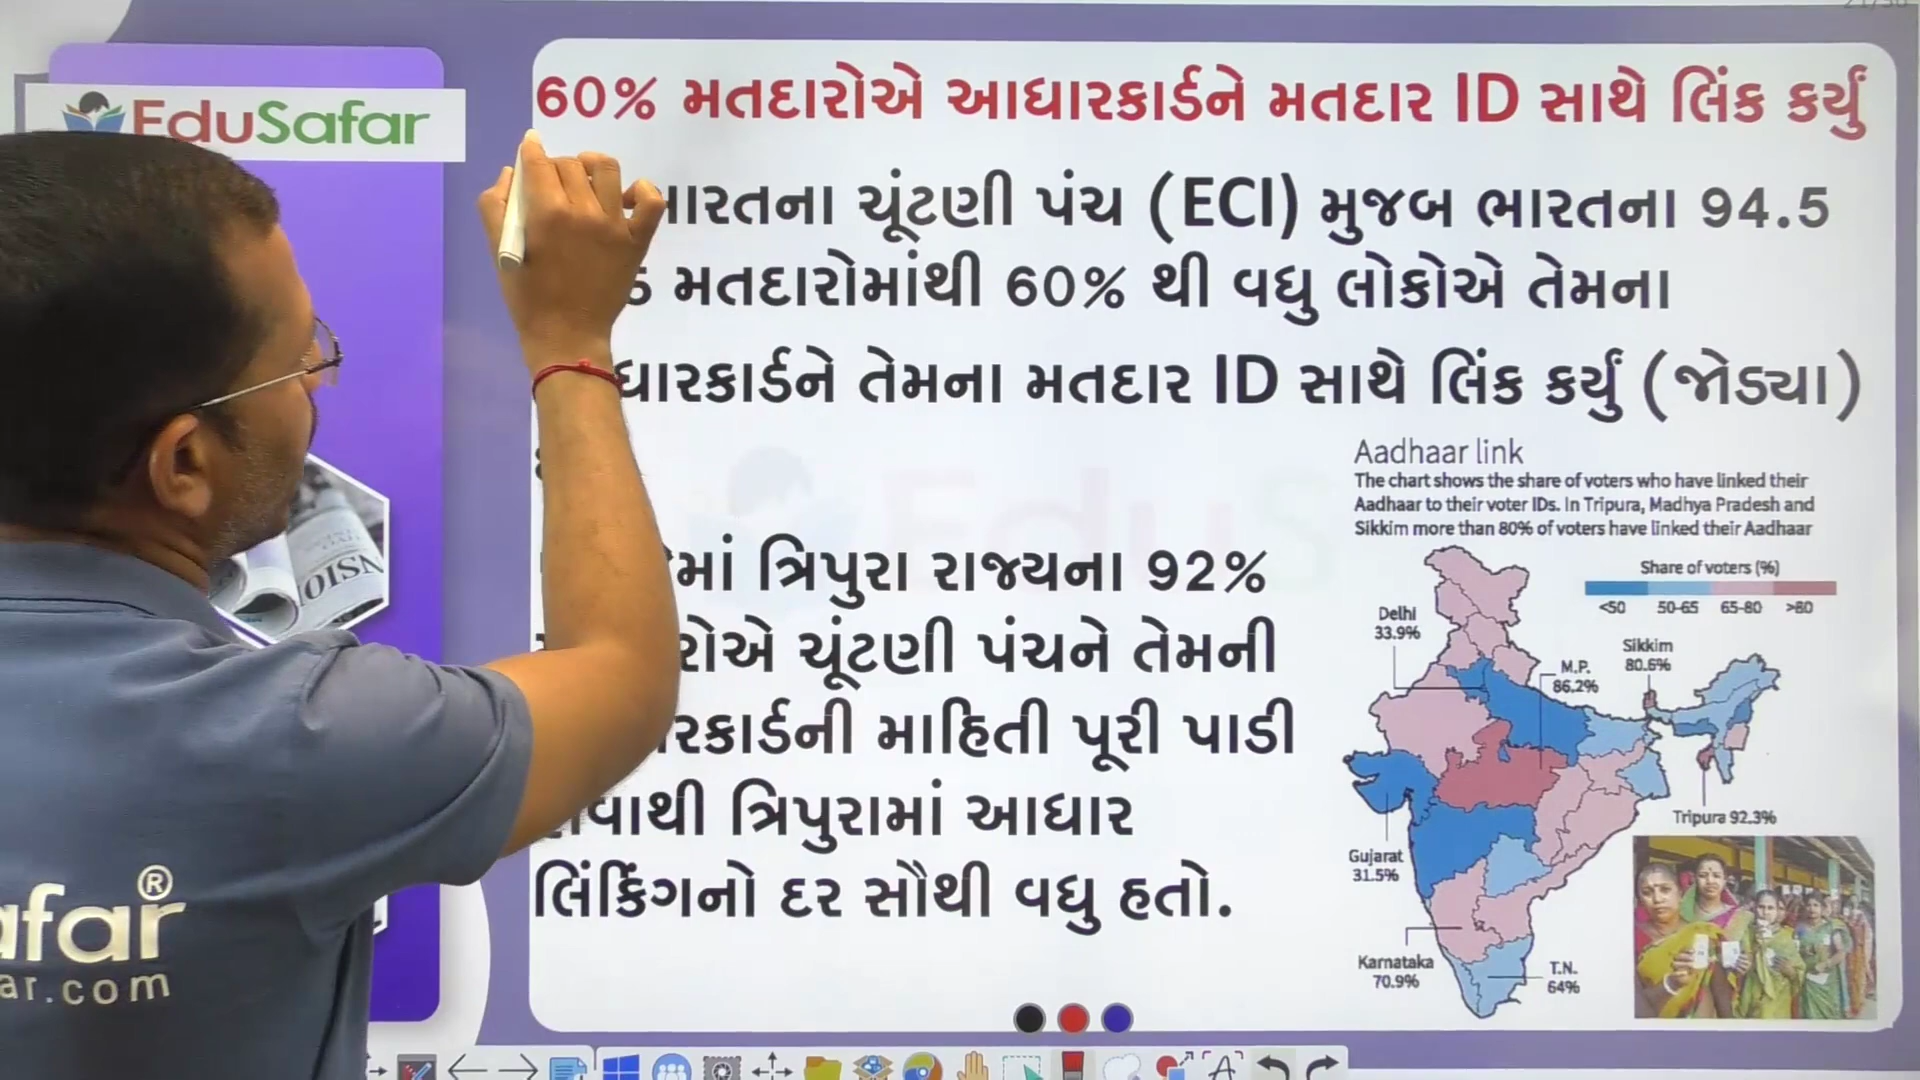 EduSafar
60% મતદારોએ આધારકાર્ડને મતદાર ID સાથે લિંક કર્યું
ચૂંટણી પંચ (ECI) મુજબ ભારતના 94.5
મતદારોમાંથી 60% થી વધુ લોકોએ તેમના
તેમના મતદાર ID સાથે લિંક કર્યું (જોડ્યા)
ત્રિપુરા રાજ્યના 92%
ચૂંટણી પંચને તેમની
માહિતી પૂરી પાડી
ત્રિપુરામાં આધાર
લિંકિંગનો દર સૌથી વધુ હતો.
Aadhaar link
The chart shows the share of voters who have linked their
Aadhaar to their voter IDs. In Tripura, Madhya Pradesh and
Sikkim more than 80% of voters have linked their Aadhaar
Share of voters (%)
<50 50-65 65-80 >80
Delhi
33.9%
Sikkim
80.6%
M.P.
86.2%
Tripura 92.3%
Gujarat
31.5%
Karnataka
70.9%
T.N.
64%
afar®
ar.com